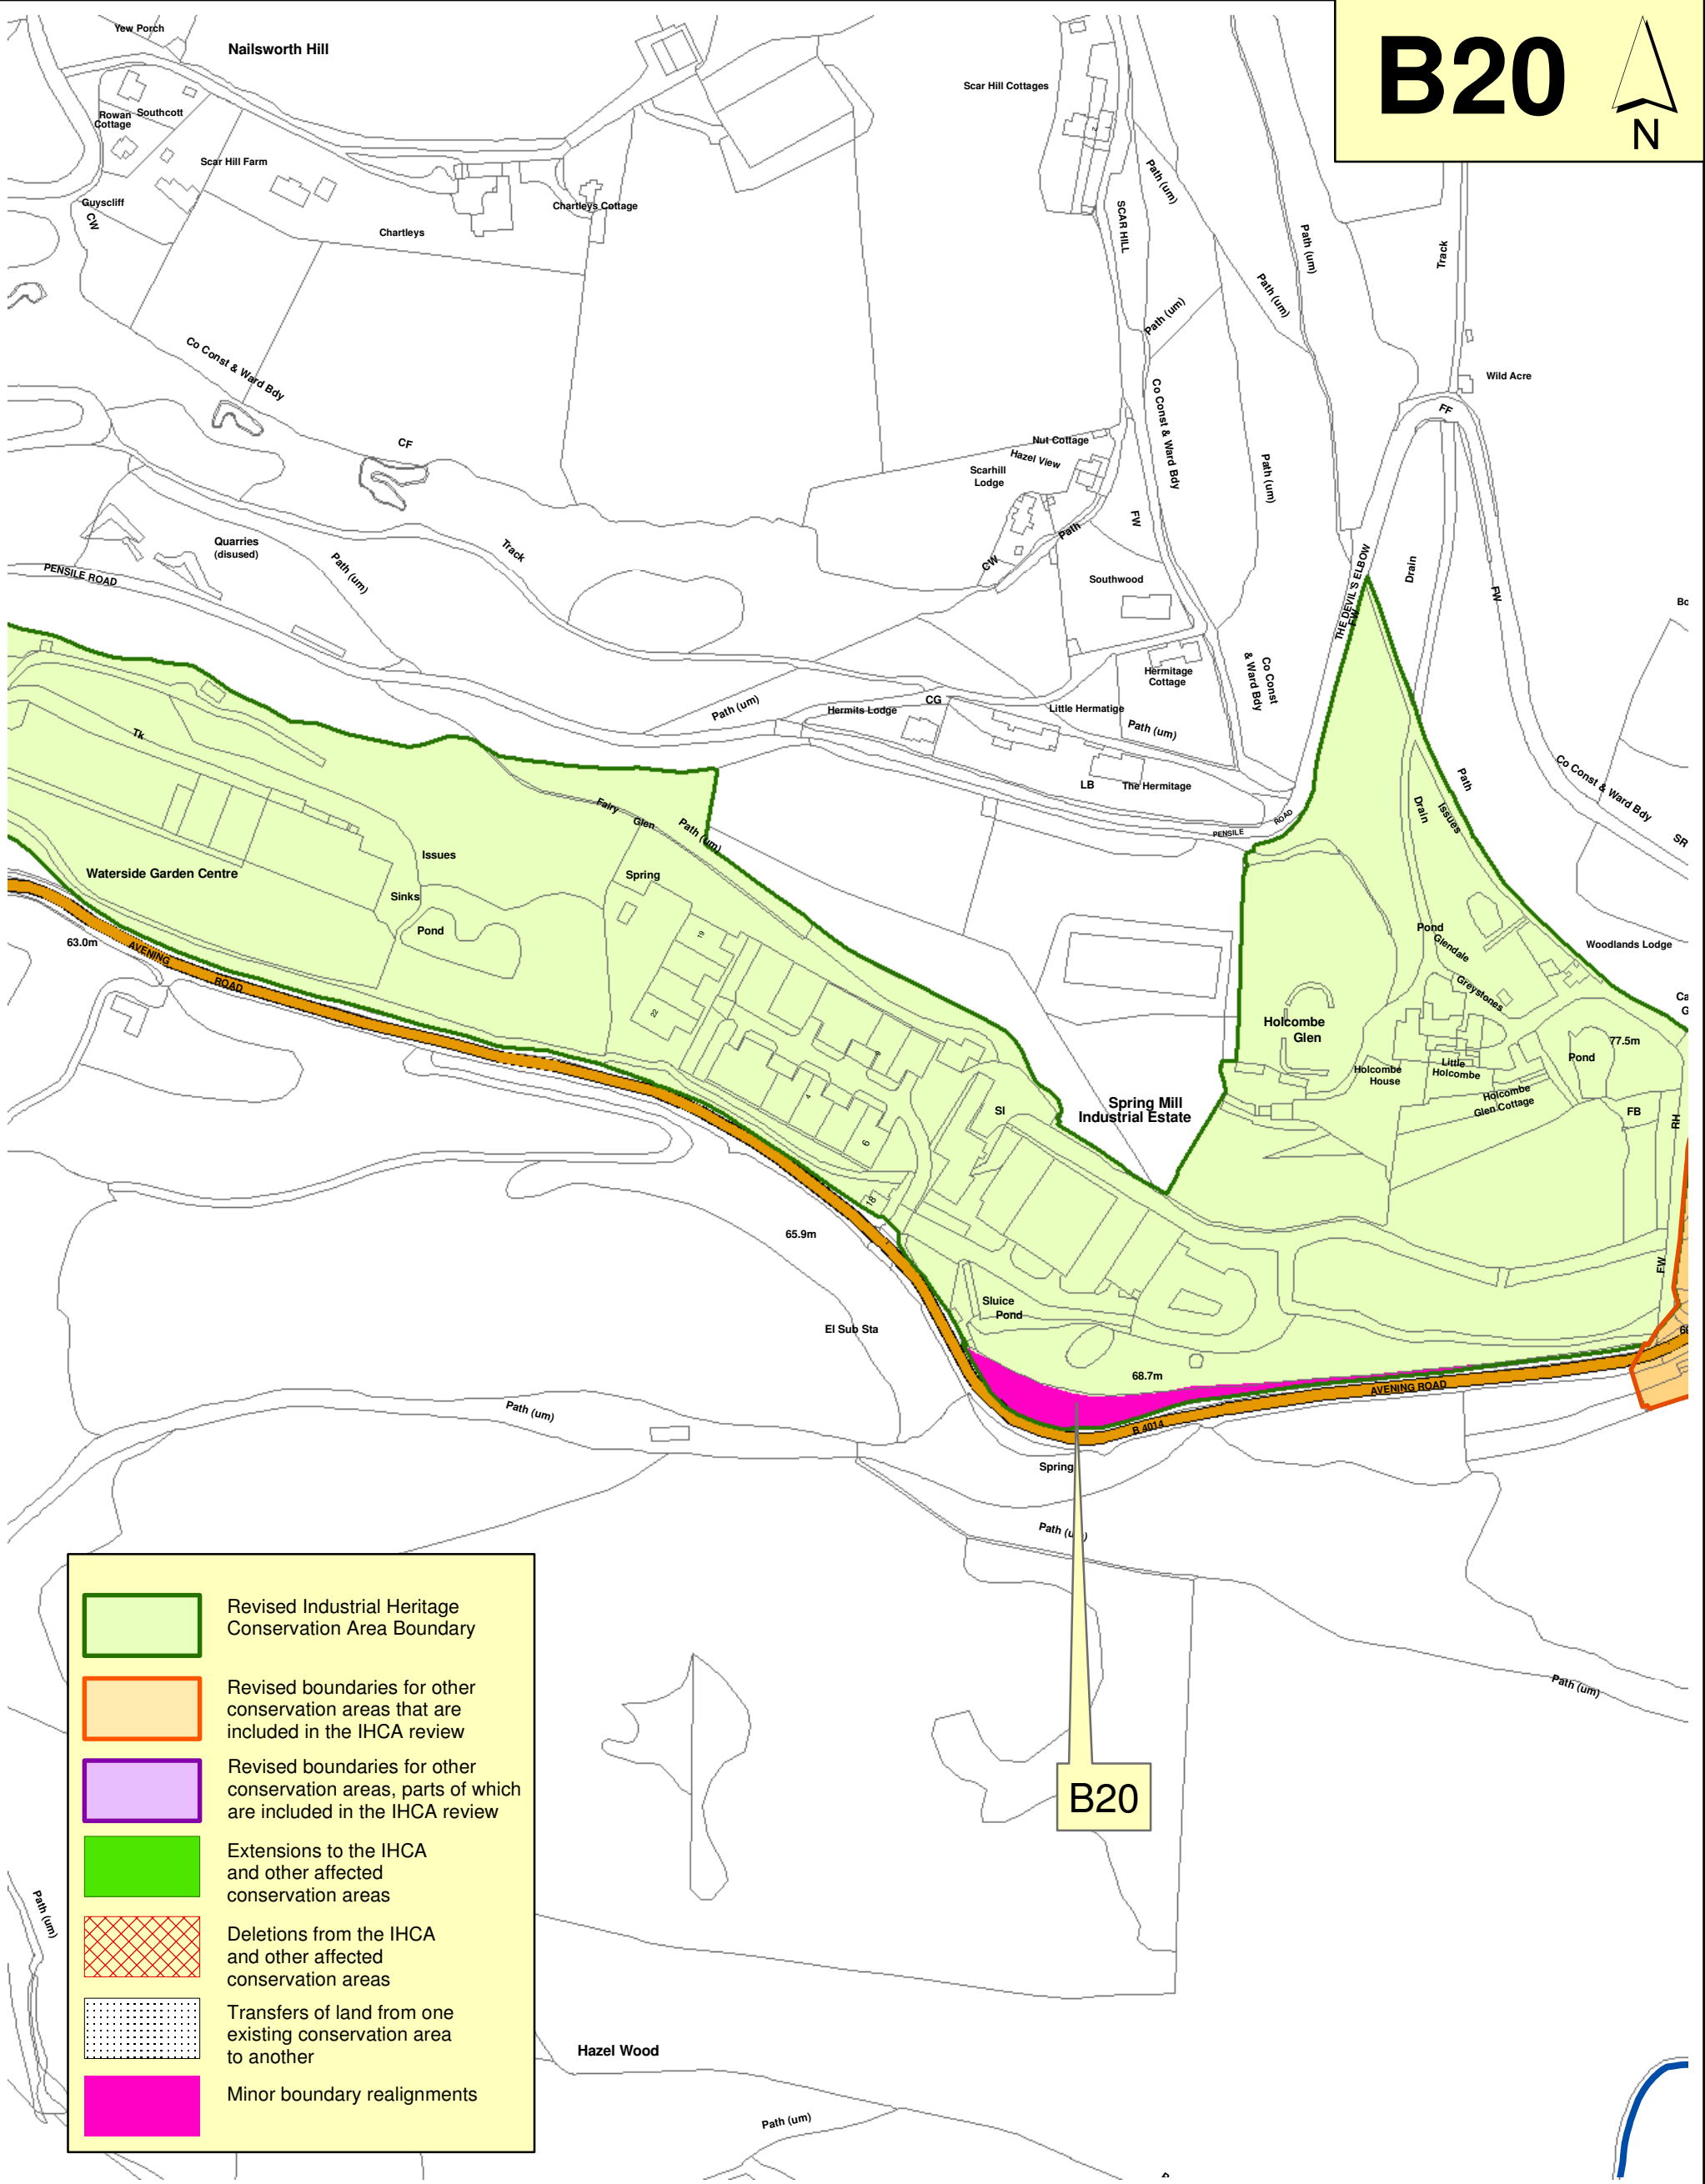 B20
N
Yew Porch
Nailsworth Hill
Scar Hill Cottages
Rowan
Cottage
Southcott
Scar Hill Farm
Guyscliff
CW
Chartleys
Chartleys Cottage
SCAR HILL
Path (um)
Path (um)
Path (um)
Path (um)
Track
Wild Acre
FF
Co Const & Ward Bdy
CF
Nut Cottage
Hazel View
Scarhill
Lodge
Co Const & Ward Bdy
Path (um)
FW
Path
CW
Southwood
Quarries
(disused)
PENSILE ROAD
Path (um)
Track
THE DEVIL'S ELBOW
FW
Drain
FW
Hermitage
Cottage
Co Const
& Ward Bdy
Path (um)
Hermits Lodge
CG
Little Hermatige
Path (um)
LB
The Hermitage
PENSILE
ROAD
Tk
Fairy
Glen
Path (um)
Path
Drain
Issues
Co Const & Ward Bdy
SR
Waterside Garden Centre
Issues
Sinks
Pond
Spring
19
22
63.0m
AVENING
ROAD
Pond
Glendale
Greystones
Woodlands Lodge
Holcombe
Glen
Holcombe
House
Little
Holcombe
Holcombe
Glen Cottage
Pond
77.5m
FB
RH
FW
Spring Mill
Industrial Estate
SI
4
6
18
65.9m
El Sub Sta
Sluice
Pond
68.7m
AVENING ROAD
B 4014
Spring
Path (um)
Path (um)
Path (um)
B20
Revised Industrial Heritage
Conservation Area Boundary
Revised boundaries for other
conservation areas that are
included in the IHCA review
Revised boundaries for other
conservation areas, parts of which
are included in the IHCA review
Extensions to the IHCA
and other affected
conservation areas
Deletions from the IHCA
and other affected
conservation areas
Transfers of land from one
existing conservation area
to another
Minor boundary realignments
Path (um)
Hazel Wood
Path (um)